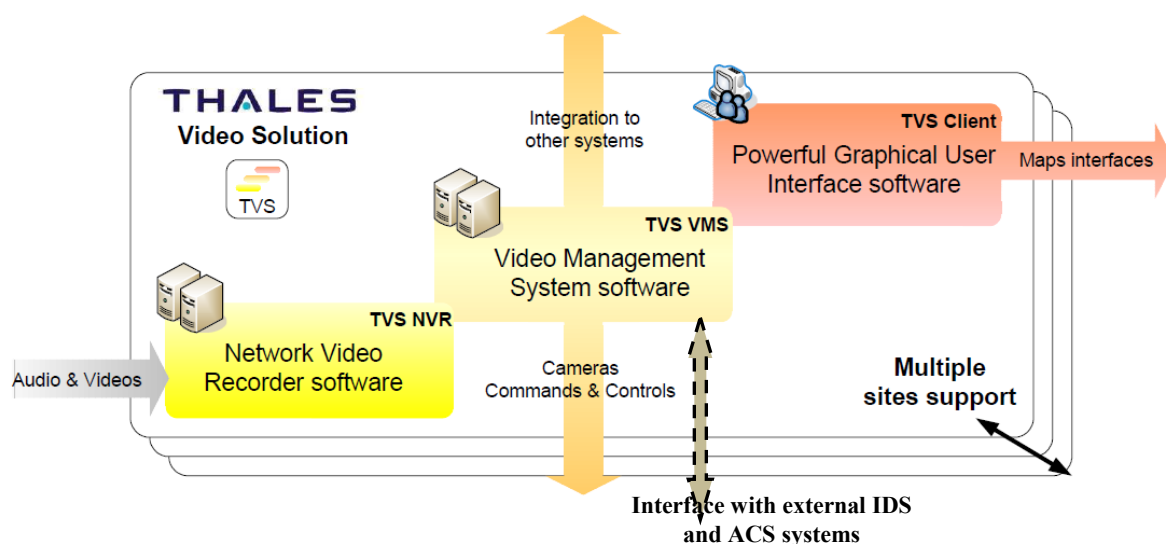 THALES
Video Solution
TVS
Integration to
other systems
TVS Client
Powerful Graphical User
Interface software
Maps interfaces
TVS VMS
Video Management
System software
TVS NVR
Network Video
Recorder software
Audio & Videos
Cameras
Commands & Controls
Multiple
sites support
Interface with external IDS
and ACS systems